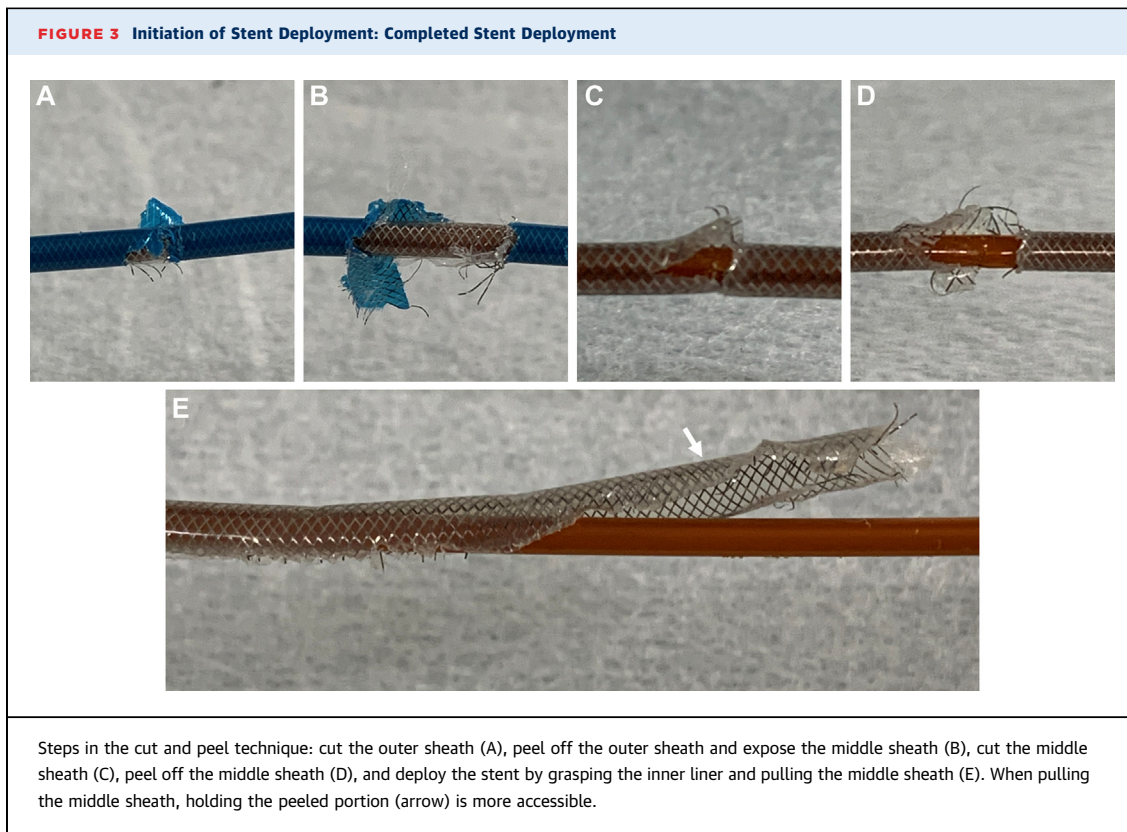 FIGURE 3 Initiation of Stent Deployment: Completed Stent Deployment
A
B
C
D
E
Steps in the cut and peel technique: cut the outer sheath (A), peel off the outer sheath and expose the middle sheath (B), cut the middle
sheath (C), peel off the middle sheath (D), and deploy the stent by grasping the inner liner and pulling the middle sheath (E). When pulling
the middle sheath, holding the peeled portion (arrow) is more accessible.